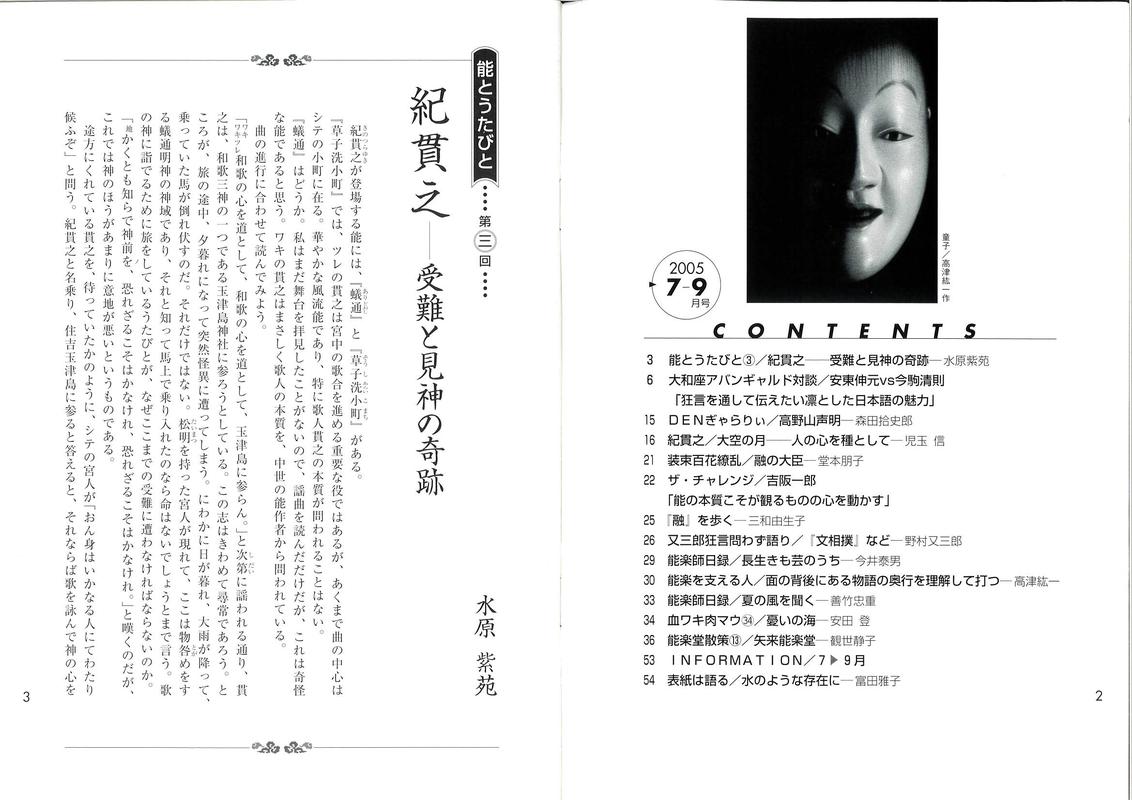 童子／高津紘一作
2005
7-9
月号
CONTENTS
3 能とうたびと③／紀貫之――受難と見神の奇跡―水原紫苑
6 大和座アバンギャルド対談／安東伸元vs今駒清則
「狂言を通して伝えたい凛とした日本語の魅力」
15 ＤＥＮぎゃらりぃ／高野山声明―森田拾史郎
16 紀貫之／大空の月――人の心を種として―児玉 信
21 装束百花繚乱／融の大臣―堂本朋子
22 ザ・チャレンジ／吉阪一郎
「能の本質こそが観るものの心を動かす」
25 『融』を歩く―三和由生子
26 又三郎狂言問わず語り／『文相撲』など―野村又三郎
29 能楽師日録／長生きも芸のうち―今井泰男
30 能楽を支える人／面の背後にある物語の奥行を理解して打つ―高津紘一
33 能楽師日録／夏の風を聞く―善竹忠重
34 血ワキ肉マウ㉞／憂いの海―安田 登
36 能楽堂散策⑬／矢来能楽堂―観世静子
53 ＩＮＦＯＲＭＡＴＩＯＮ／7▶9月
54 表紙は語る／水のような存在に―富田雅子
2
能とうたびと……第三回……
紀貫之――受難と見神の奇跡
水原 紫苑
紀貫之が登場する能には、『蟻通』と『草子洗小町』がある。
『草子洗小町』では、ツレの貫之は宮中の歌合を進める重要な役ではあるが、あくまで曲の中心は
シテの小町に在る。華やかな風流能であり、特に歌人貫之の本質が問われることはない。
『蟻通』はどうか。私はまだ舞台を拝見したことがないので、謡曲を読んだだけだが、これは奇怪
な能であると思う。ワキの貫之はまさしく歌人の本質を、中世の能作者から問われている。
曲の進行に合わせて読んでみよう。
「ワキ ワキツレ和歌の心を道として、和歌の心を道として、玉津島に参らん。」と次第に謡われる通り、貫
之は、和歌三神の一つである玉津島神社に参ろうとしている。この志はきわめて尋常であろう。と
ころが、旅の途中、夕暮れになって突然怪異に遭ってしまう。にわかに日が暮れ、大雨が降って、
乗っていた馬が倒れ伏すのだ。それだけではない。松明を持った宮人が現れて、ここは物咎めをす
る蟻通明神の神域であり、それと知って馬上で乗り入れたのなら命はないでしょうとまで言う。歌
の神に詣でるために旅をしているうたびとが、なぜここまでの受難に遭わなければならないのか。
「地かくとも知らで神前を、恐れざるこそはかなけれ、恐れざるこそはかなけれ。」と嘆くのだが、
これでは神のほうがあまりに意地が悪いというものである。
途方にくれている貫之を、待っていたかのように、シテの宮人が「おん身はいかなる人にてわたり
候ふぞ」と問う。紀貫之と名乗り、住吉玉津島に参ると答えると、それならば歌を詠んで神の心を
3